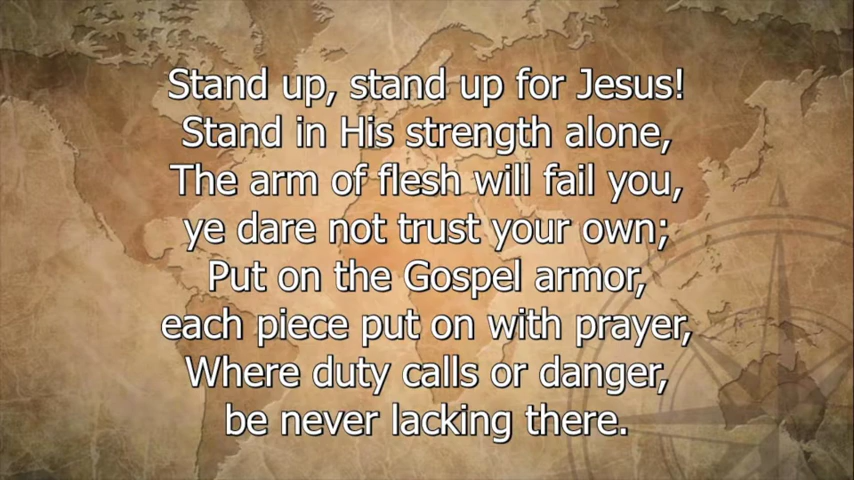 Stand up, stand up for Jesus!
Stand in His strength alone,
The arm of flesh will fail you,
ye dare not trust your own;
Put on the Gospel armor,
each piece put on with prayer,
Where duty calls or danger,
be never lacking there.